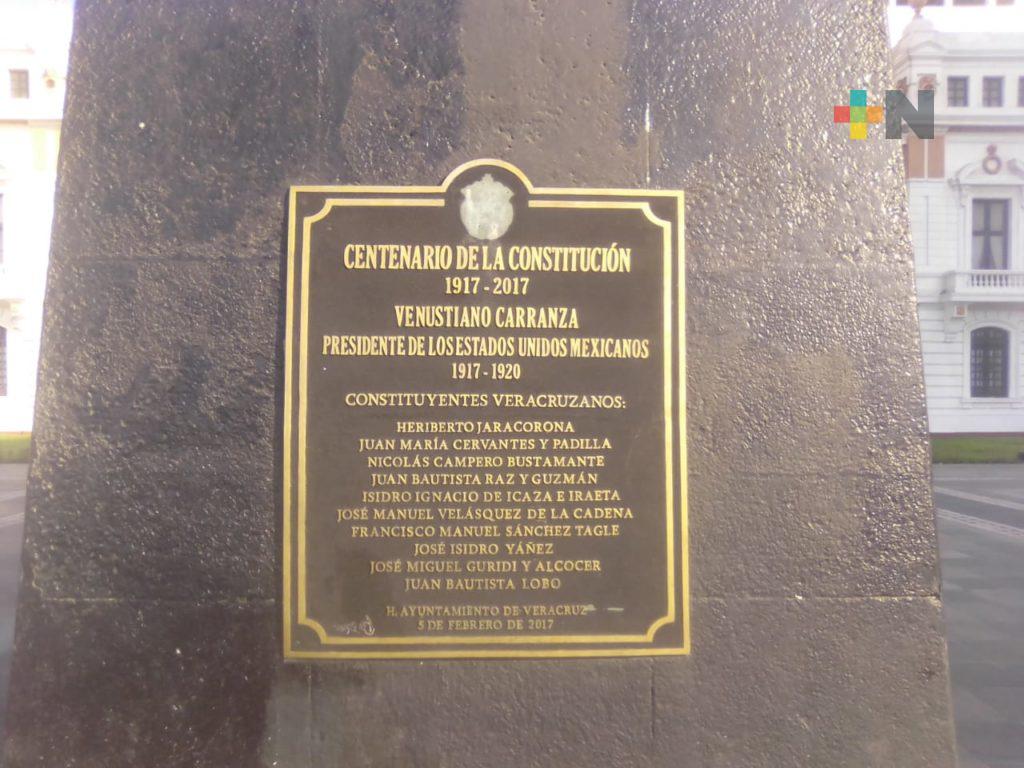 +N
CENTENARIO DE LA CONSTITUCIÓN
1917 - 2017
VENUSTIANO CARRANZA
PRESIDENTE DE LOS ESTADOS UNIDOS MEXICANOS
1917 - 1920
CONSTITUYENTES VERACRUZANOS:
HERIBERTO JARACORONA
JUAN MARÍA CERVANTES Y PADILLA
NICOLÁS CAMPERO BUSTAMANTE
JUAN BAUTISTA RAZ Y GUZMÁN
ISIDRO IGNACIO DE ICAZA E IRAETA
JOSÉ MANUEL VELÁSQUEZ DE LA CADENA
FRANCISCO MANUEL SÁNCHEZ TAGLE
JOSÉ ISIDRO YÁÑEZ
JOSÉ MIGUEL GURIDI Y ALCOCER
JUAN BAUTISTA LOBO
H. AYUNTAMIENTO DE VERACRUZ
5 DE FEBRERO DE 2017